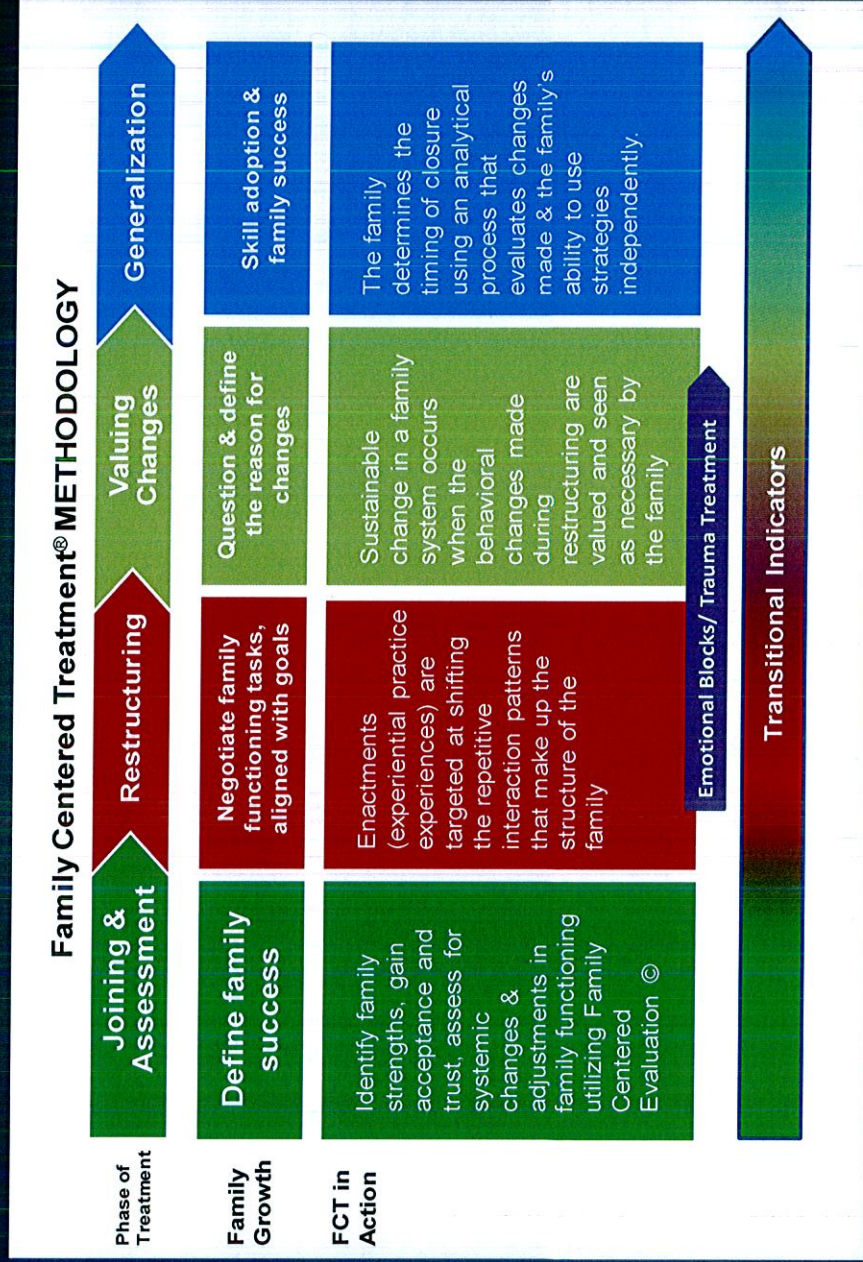 Family Centered Treatment® METHODOLOGY
Phase of
Treatment
Joining &
Assessment
Restructuring
Valuing
Changes
Generalization
Family
Growth
Define family
success
Negotiate family
functioning tasks,
aligned with goals
Question & define
the reason for
changes
Skill adoption &
family success
FCT in
Action
Identify family
strengths, gain
acceptance and
trust, assess for
systemic
changes &
adjustments in
family functioning
utilizing Family
Centered
Evaluation ©
Enactments
(experiential practice
experiences) are
targeted at shifting
the repetitive
interaction patterns
that make up the
structure of the
family
Sustainable
change in a family
system occurs
when the
behavioral
changes made
during
restructuring are
valued and seen
as necessary by
the family
The family
determines the
timing of closure
using an analytical
process that
evaluates changes
made & the family's
ability to use
strategies
independently.
Emotional Blocks/ Trauma Treatment
Transitional Indicators